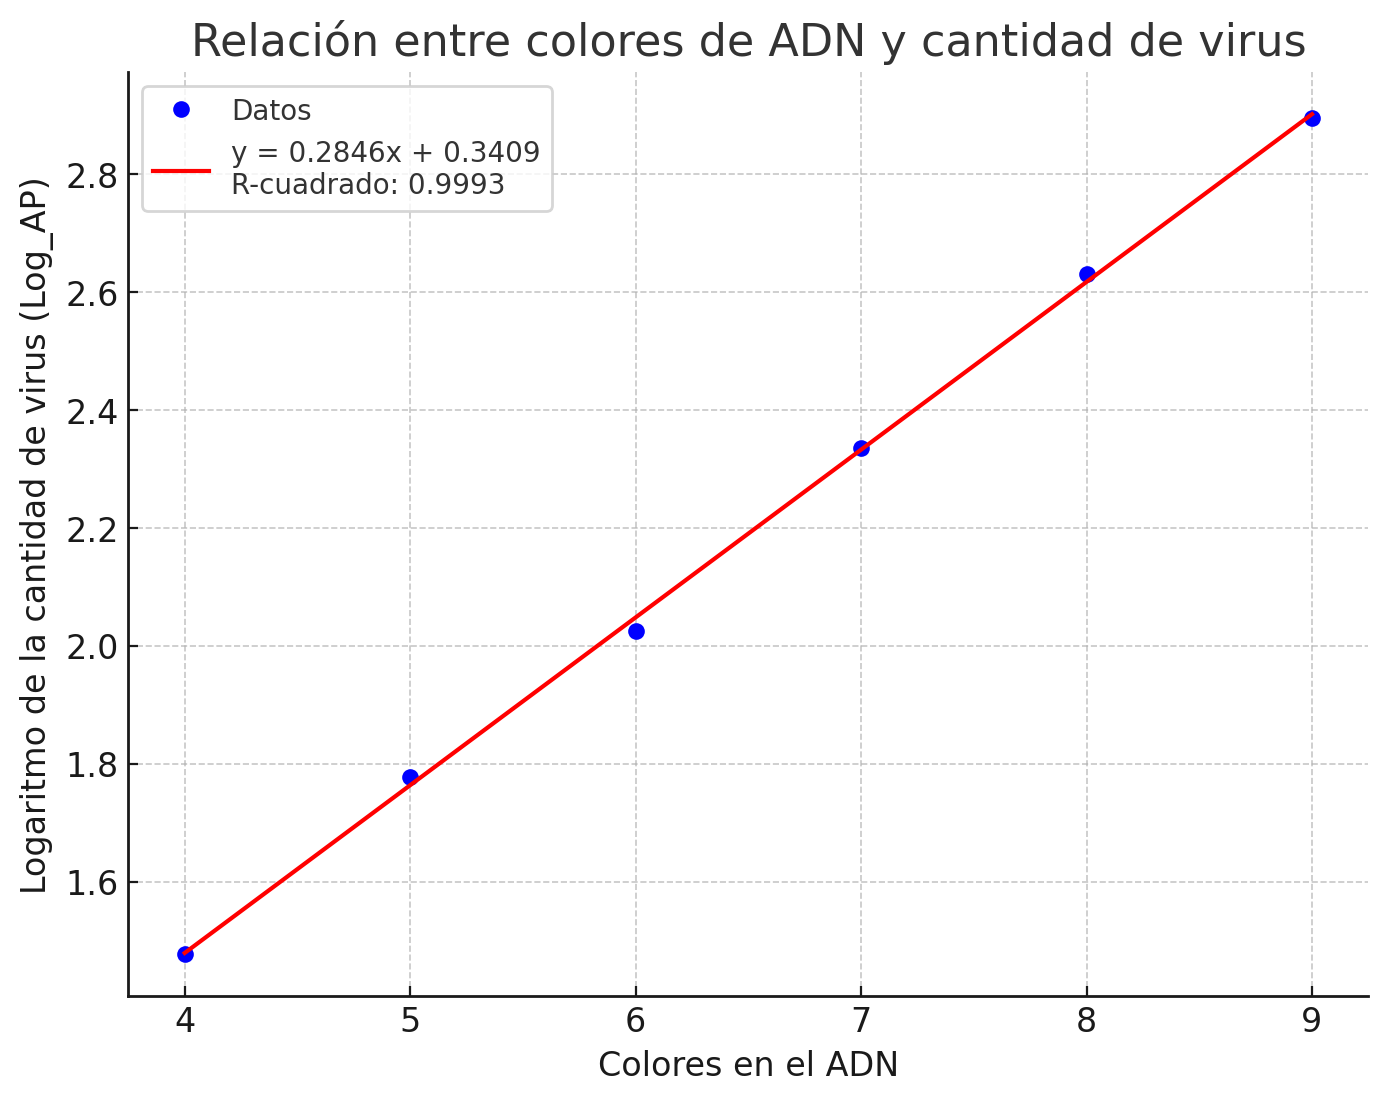 Relación entre colores de ADN y cantidad de virus
Datos
y = 0.2846x + 0.3409
R-cuadrado: 0.9993
Logaritmo de la cantidad de virus (Log_AP)
2.8
2.6
2.4
2.2
2.0
1.8
1.6
4 5 6 7 8 9
Colores en el ADN